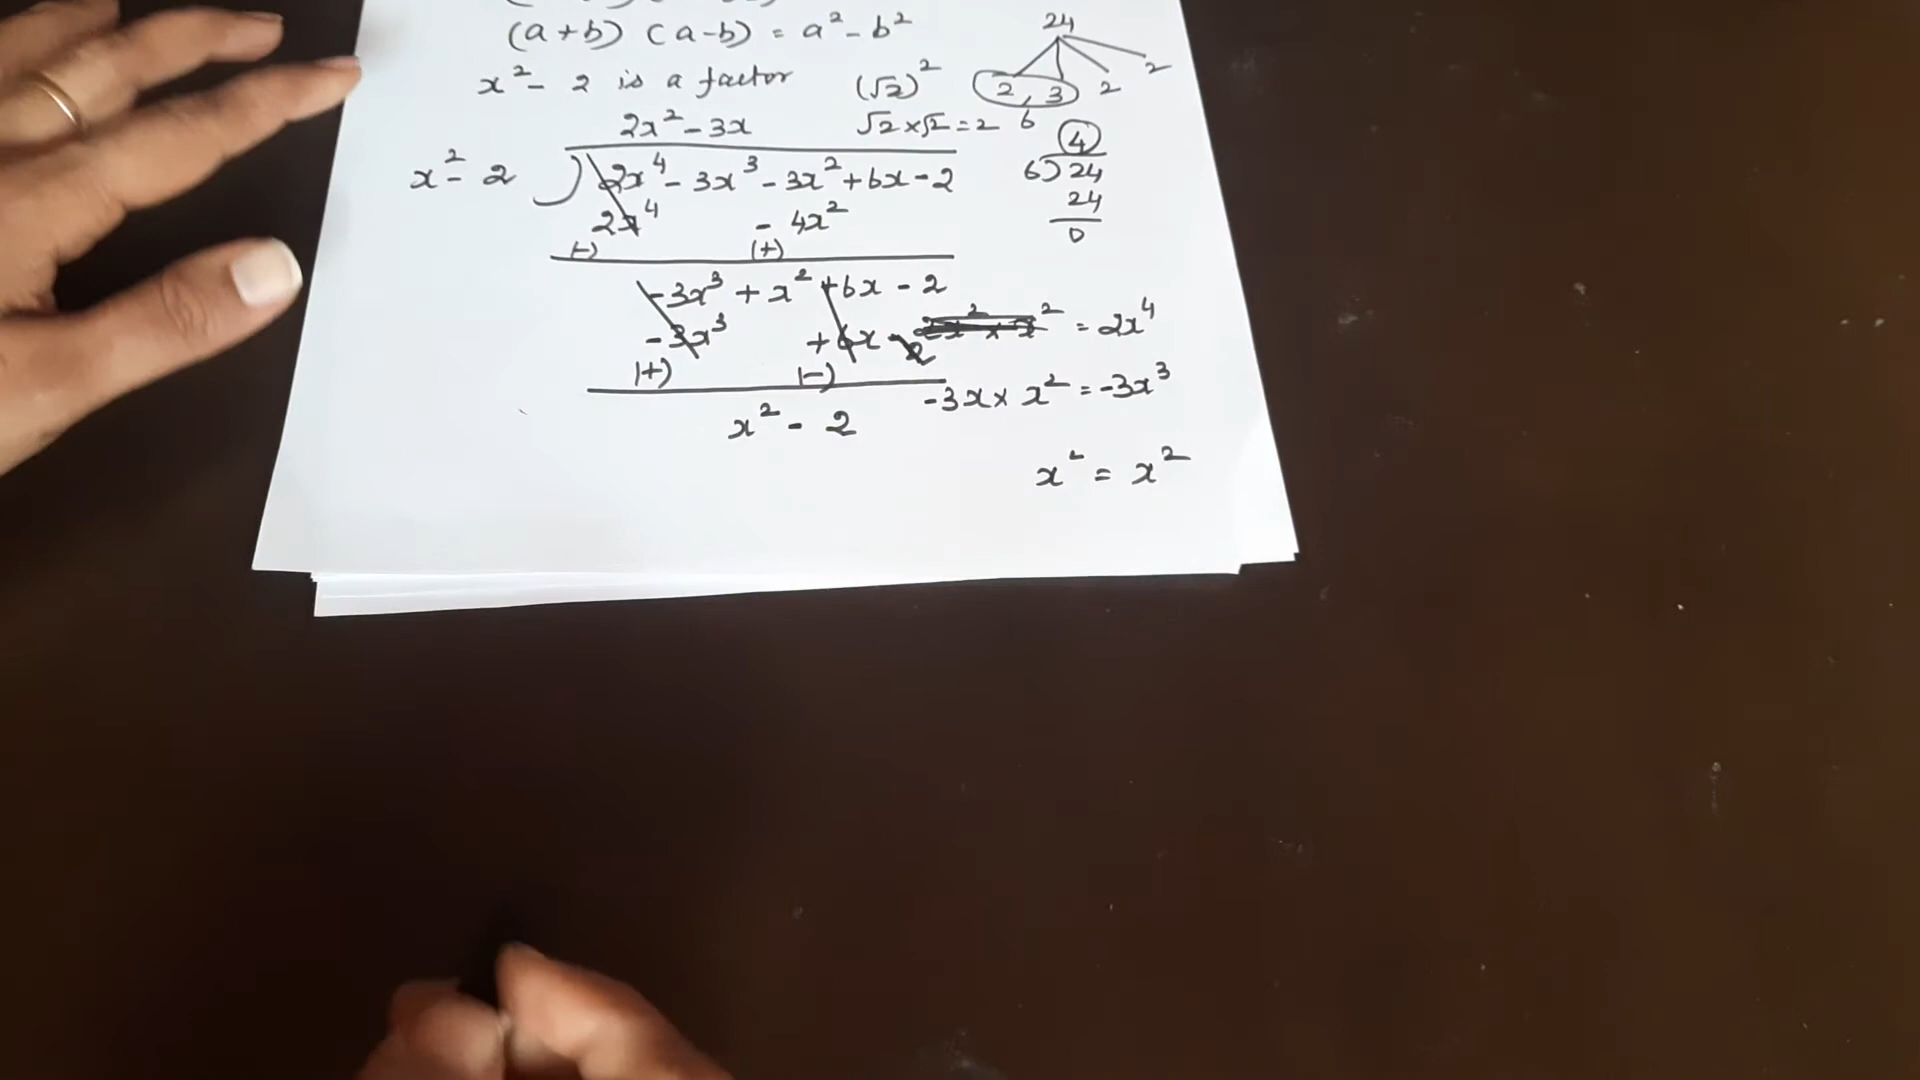 (a+b) (a-b) = a² - b²
x² - 2 is a factor
(√2)²
√2 × √2 = 2
2x² - 3x
x² - 2 ) 2x⁴ - 3x³ - 3x² + 6x - 2
2x⁴ - 4x²
(-) (+)
-3x³ + x² + 6x - 2
-3x³ + 6x
(+) (-)
x² - 2
24
2, 3 2 2
6
4
6) 24
24
0
2x² × x² = 2x⁴
-3x × x² = -3x³
x² = x²